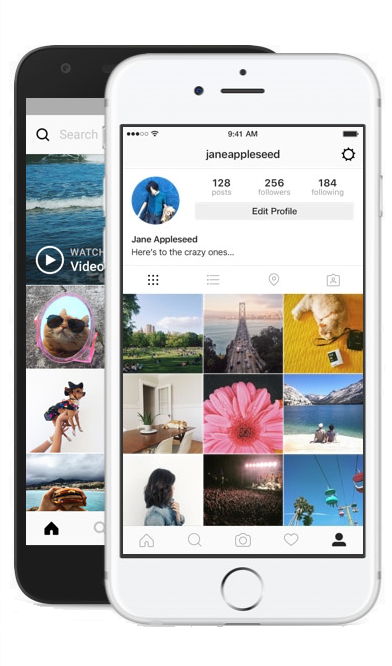 Search
WATCH
Video
9:41 AM
janeappleseed
128
posts
256
followers
184
following
Edit Profile
Jane Appleseed
Here's to the crazy ones...